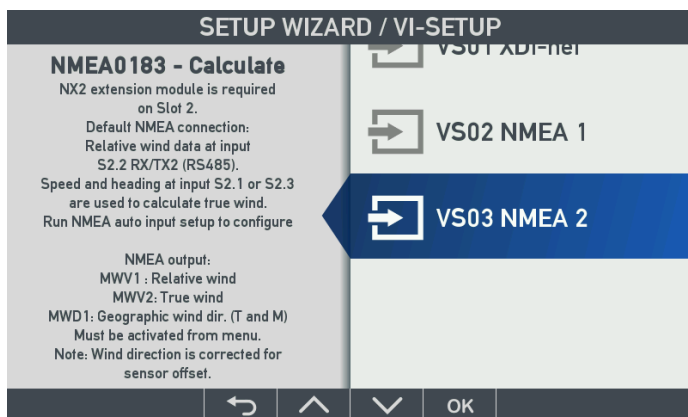 SETUP WIZARD / VI-SETUP
NMEA0183 - Calculate
NX2 extension module is required
on Slot 2.
Default NMEA connection:
Relative wind data at input
S2.2 RX/TX2 (RS485).
Speed and heading at input S2.1 or S2.3
are used to calculate true wind.
Run NMEA auto input setup to configure
NMEA output:
MWV1 : Relative wind
MWV2: True wind
MWD1: Geographic wind dir. (T and M)
Must be activated from menu.
Note: Wind direction is corrected for
sensor offset.
VS01 XDi-net
VS02 NMEA 1
VS03 NMEA 2
OK